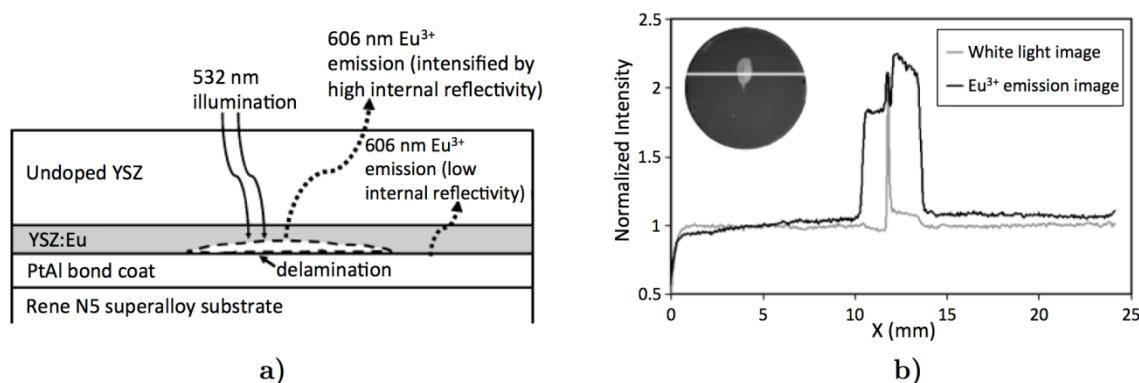 606 nm Eu³⁺
emission (intensified by
high internal reflectivity)
532 nm
illumination
606 nm Eu³⁺
emission (low
internal reflectivity)
Undoped YSZ
YSZ:Eu
delamination
PtAl bond coat
Rene N5 superalloy substrate
a)
Normalized Intensity
2.5
2
1.5
1
0.5
White light image
Eu³⁺ emission image
0
5
10
15
20
25
X (mm)
b)